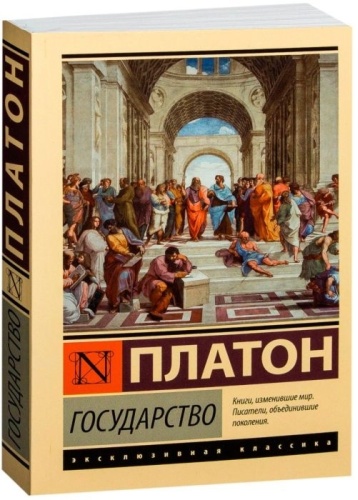 ПЛАТОН
N
ГОСУДАРСТВО
N ПЛАТОН
ГОСУДАРСТВО
Книги, изменившие мир.
Писатели, объединившие
поколения.
эксклюзивная классика